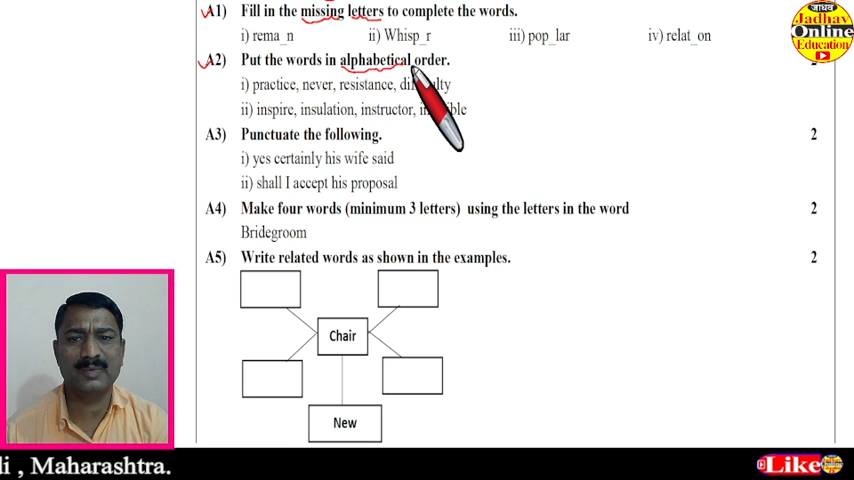 A1) Fill in the missing letters to complete the words.
i) rema_n ii) Whisp_r iii) pop_lar iv) relat_on
A2) Put the words in alphabetical order.
i) practice, never, resistance,
ii) inspire, insulation, instructor,
A3) Punctuate the following. 2
i) yes certainly his wife said
ii) shall I accept his proposal
A4) Make four words (minimum 3 letters) using the letters in the word 2
Bridegroom
A5) Write related words as shown in the examples. 2
Chair
New
जाधव
Jadhav
Online
Education
di , Maharashtra.
Like